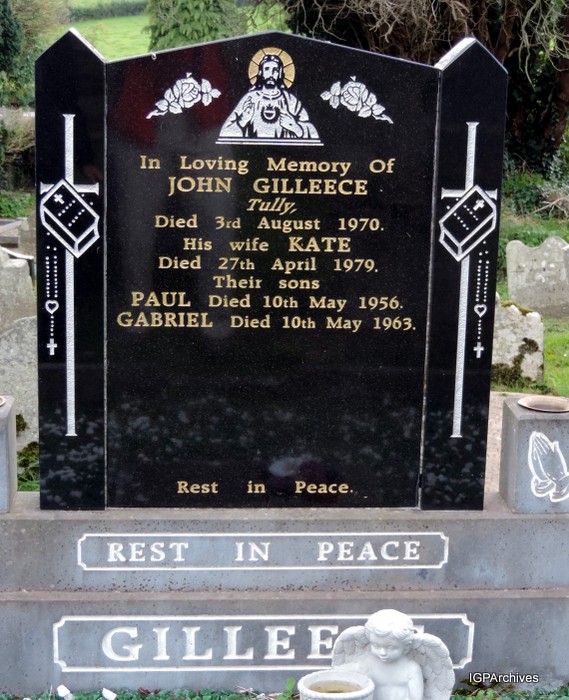 In Loving Memory Of
JOHN GILLEECE
Tully,
Died 3rd August 1970.
His wife KATE
Died 27th April 1979.
Their sons
PAUL Died 10th May 1956.
GABRIEL Died 10th May 1963.
Rest in Peace.
REST IN PEACE
IGPArchives